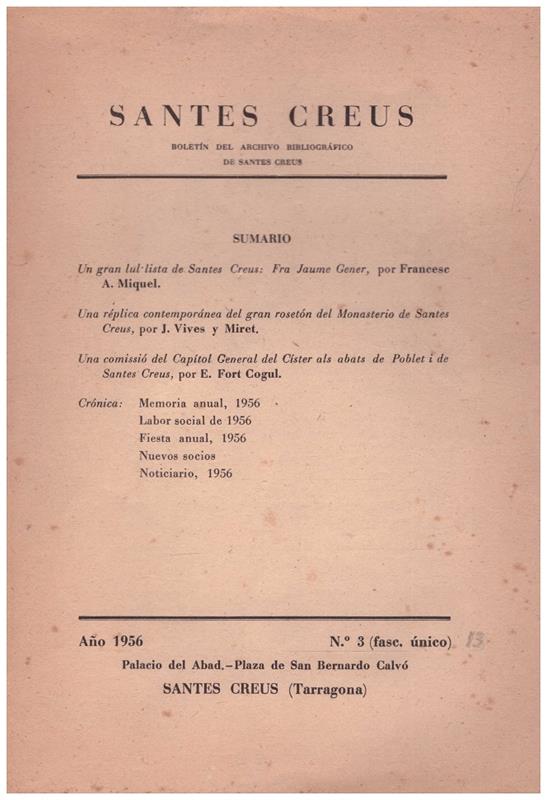 SANTES CREUS
BOLETÍN DEL ARCHIVO BIBLIOGRÁFICO
DE SANTES CREUS
SUMARIO
Un gran lul·lista de Santes Creus: Fra Jaume Gener, por Francesc
A. Miquel.
Una réplica contemporánea del gran rosetón del Monasterio de Santes
Creus, por J. Vives y Miret.
Una comissió del Capítol General del Císter als abats de Poblet i de
Santes Creus, por E. Fort Cogul.
Crónica: Memoria anual, 1956
Labor social de 1956
Fiesta anual, 1956
Nuevos socios
Noticiario, 1956
Año 1956 N.º 3 (fasc. único) 13
Palacio del Abad.-Plaza de San Bernardo Calvó
SANTES CREUS (Tarragona)